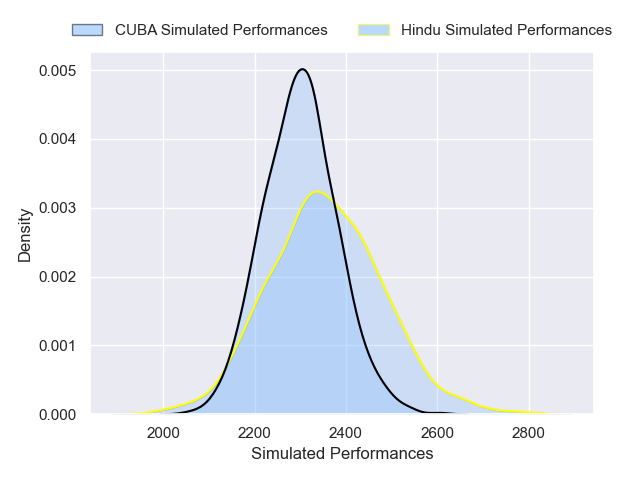 CUBA Simulated Performances Hindu Simulated Performances
0.005
0.004
0.003
0.002
0.001
0.000
Density
2000 2200 2400 2600 2800
Simulated Performances